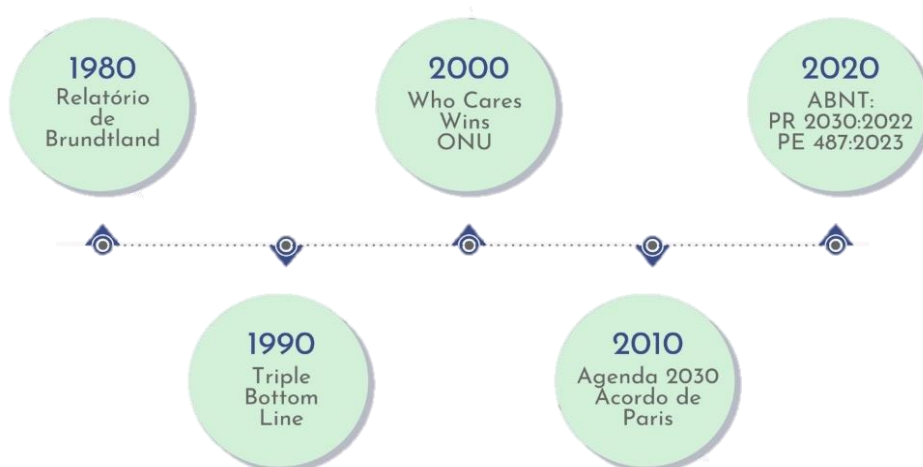 1980
Relatório
de
Brundtland
1990
Triple
Bottom
Line
2000
Who Cares
Wins
ONU
2010
Agenda 2030
Acordo de
Paris
2020
ABNT:
PR 2030:2022
PE 487:2023